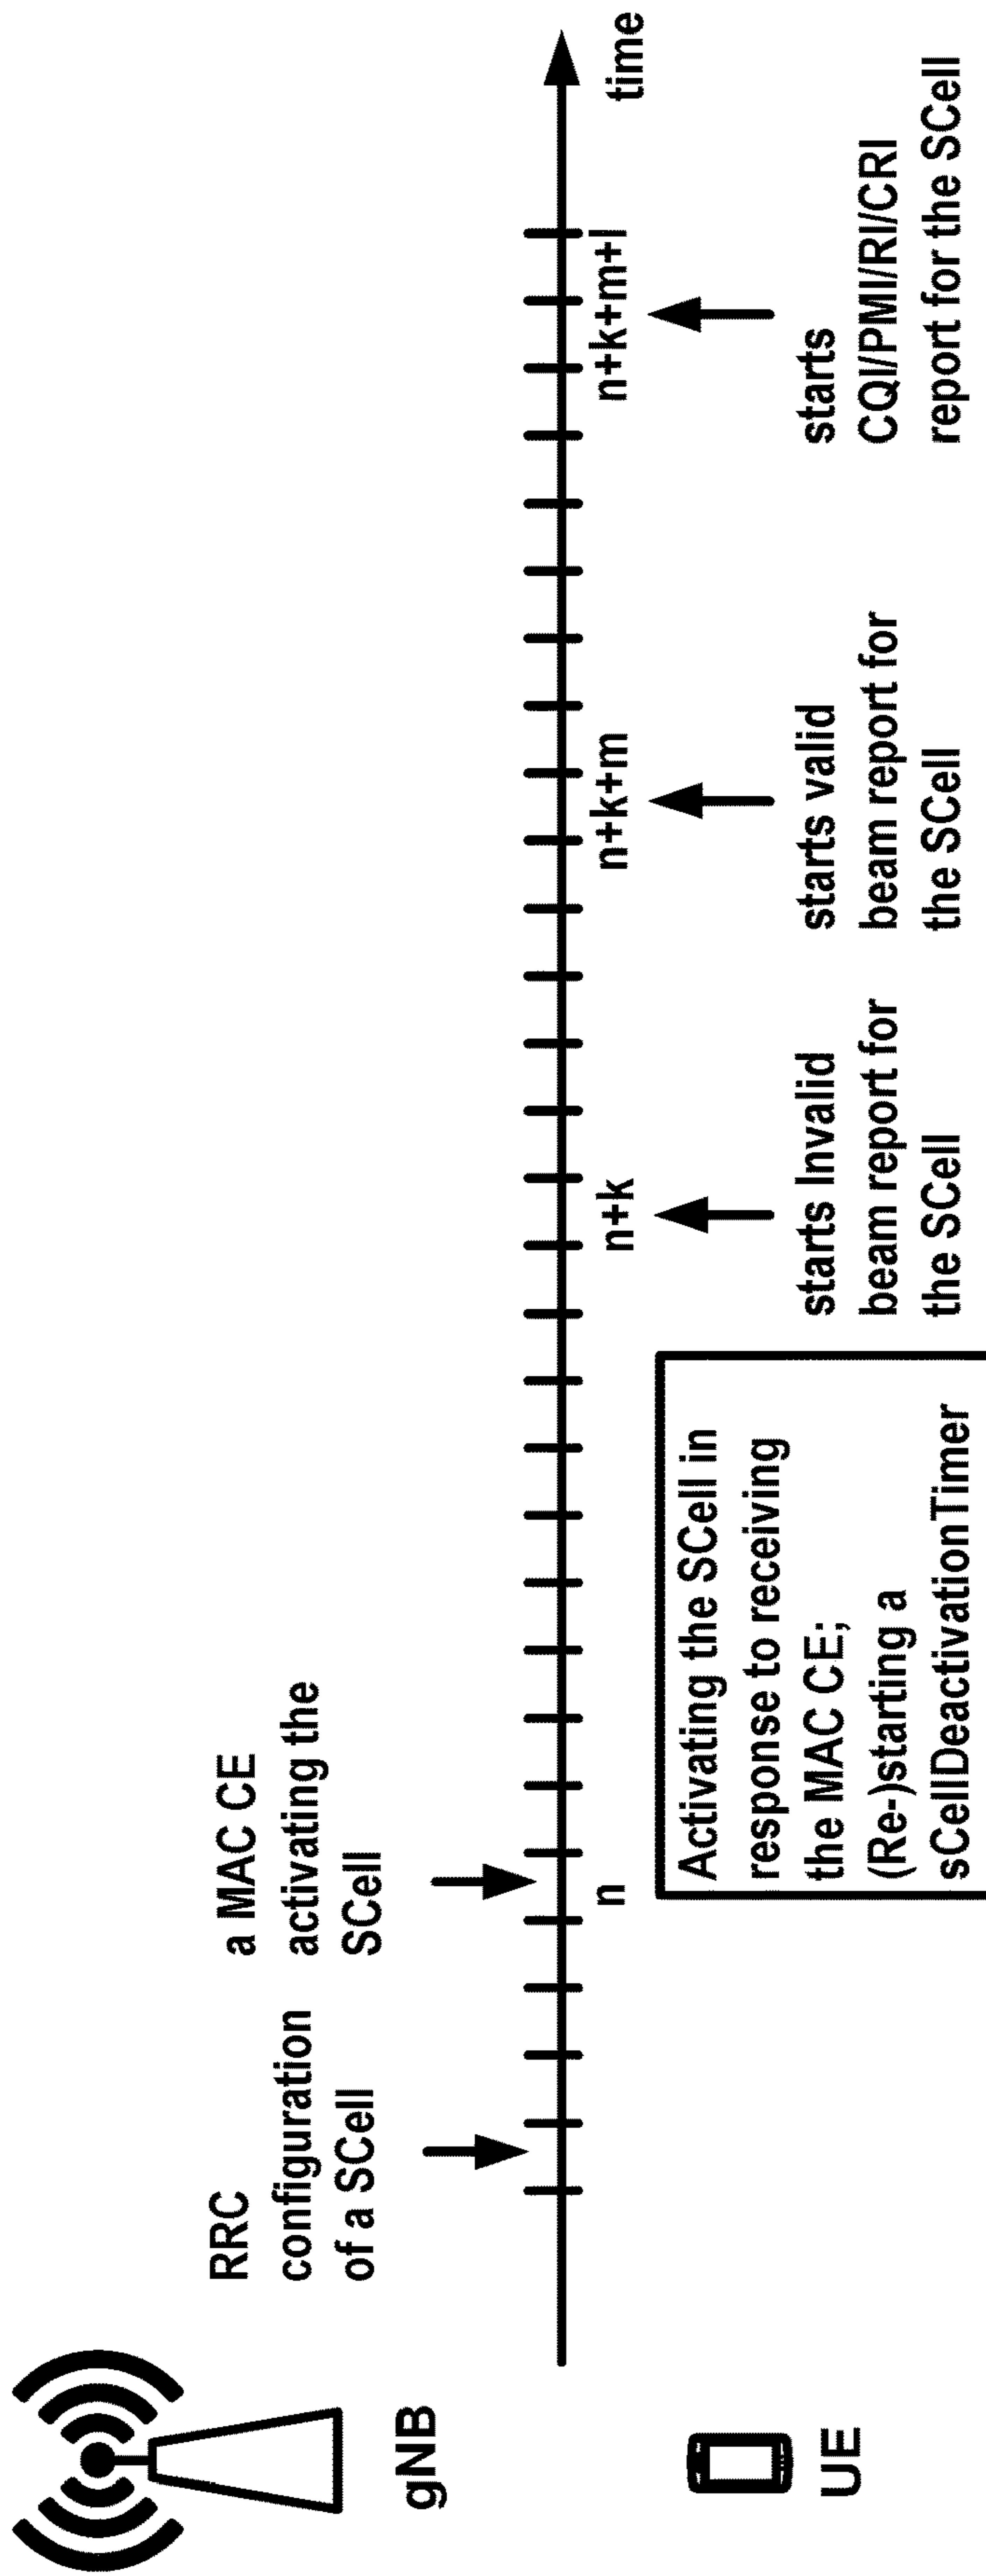 gNB
RRC
configuration
of a SCell
a MAC CE
activating the
SCell
n
n+k
n+k+m
n+k+m+l
time
UE
Activating the SCell in
response to receiving
the MAC CE;
(Re-)starting a
sCellDeactivationTimer
starts Invalid
beam report for
the SCell
starts valid
beam report for
the SCell
starts
CQI/PMI/RI/CRI
report for the SCell